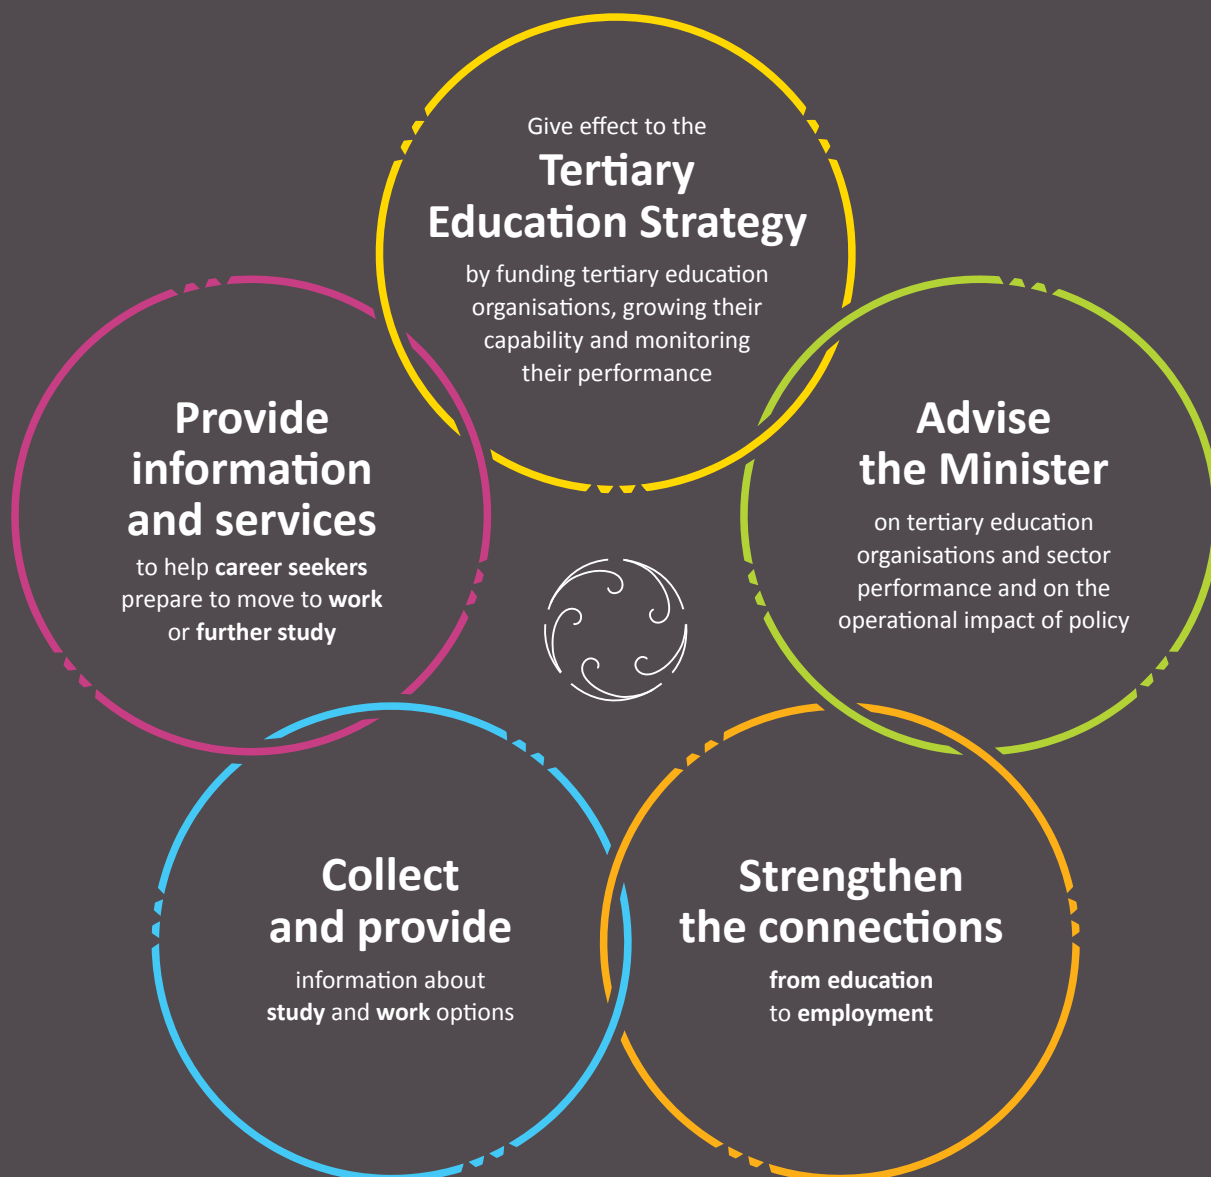 Give effect to the
Tertiary
Education Strategy
by funding tertiary education
organisations, growing their
capability and monitoring
their performance
Provide
information
and services
to help career seekers
prepare to move to work
or further study
Advise
the Minister
on tertiary education
organisations and sector
performance and on the
operational impact of policy
Collect
and provide
information about
study and work options
Strengthen
the connections
from education
to employment